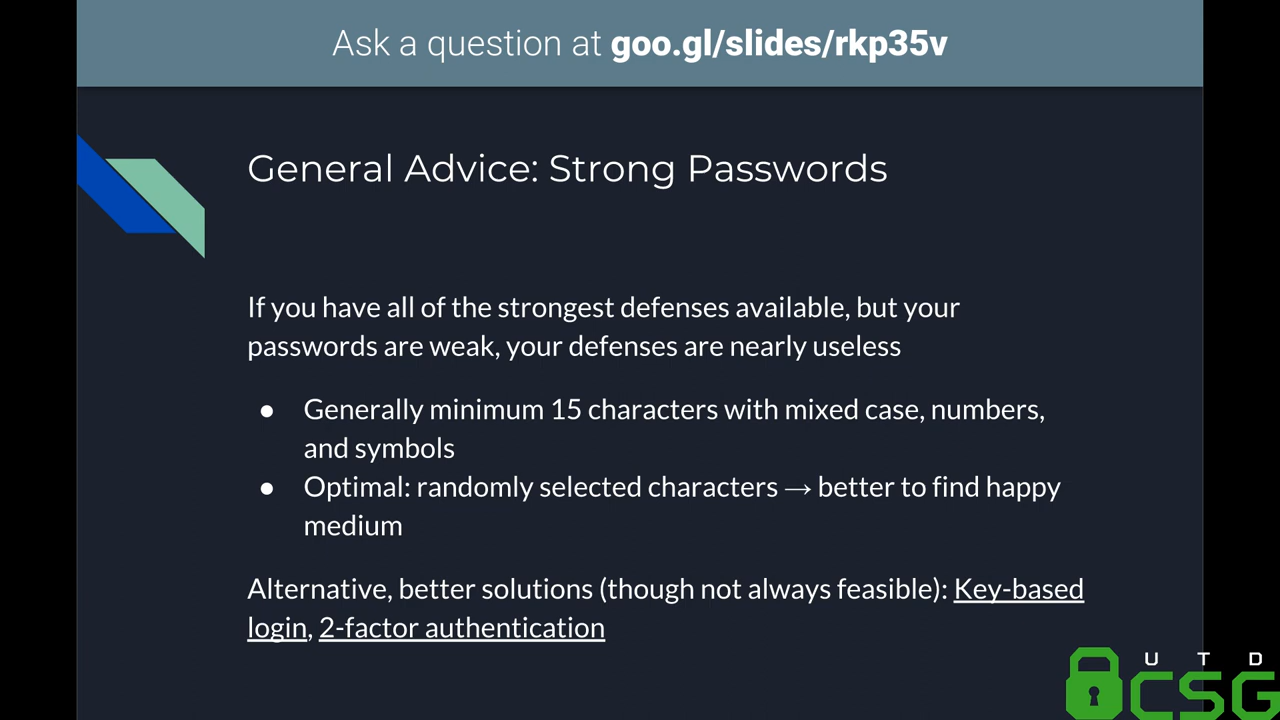 Ask a question at goo.gl/slides/rkp35v
General Advice: Strong Passwords
If you have all of the strongest defenses available, but your
passwords are weak, your defenses are nearly useless
● Generally minimum 15 characters with mixed case, numbers,
and symbols
● Optimal: randomly selected characters → better to find happy
medium
Alternative, better solutions (though not always feasible): Key-based
login, 2-factor authentication
UTD
CSG